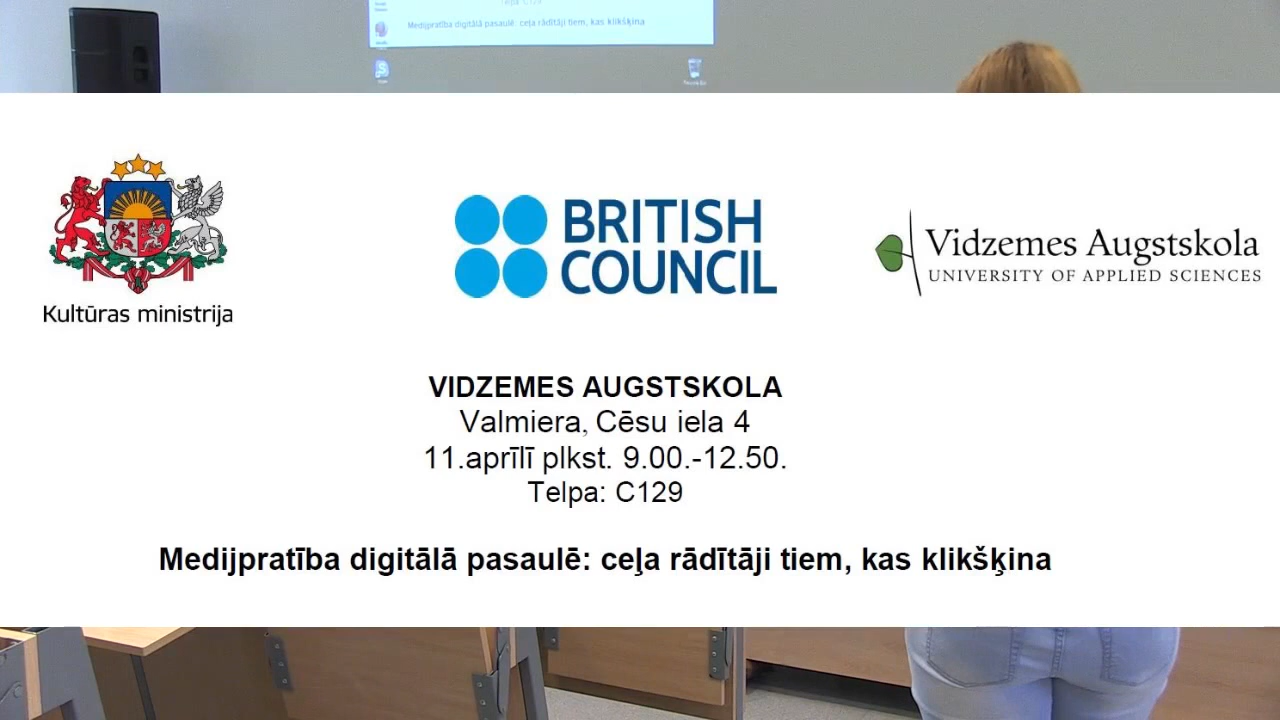 Medijpratība digitālā pasaulē: ceļa rādītāji tiem, kas klikšķina
Kultūras ministrija
BRITISH
COUNCIL
Vidzemes Augstskola
UNIVERSITY OF APPLIED SCIENCES
VIDZEMES AUGSTSKOLA
Valmiera, Cēsu iela 4
11.aprīlī plkst. 9.00.-12.50.
Telpa: C129
Medijpratība digitālā pasaulē: ceļa rādītāji tiem, kas klikšķina